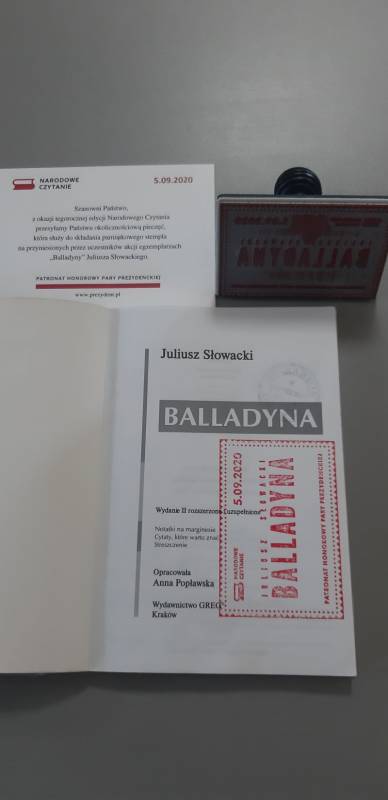 NARODOWE
CZYTANIE
5.09.2020
Szanowni Państwo,
z okazji tegorocznej edycji Narodowego Czytania
przesyłamy Państwu okolicznościową pieczęć,
która służy do składania pamiątkowego stempla
na przyniesionych przez uczestników akcji egzemplarzach
„Balladyny” Juliusza Słowackiego.
PATRONAT HONOROWY PARY PREZYDENCKIEJ
www.prezydent.pl
BALLADYNA
Juliusz Słowacki
BALLADYNA
Wydanie II rozszerzone i uzupełnione
Notatki na marginesie
Cytaty, które warto znać
Streszczenie
Opracowała
Anna Popławska
Wydawnictwo GREG
Kraków
NARODOWE
CZYTANIE
5.09.2020
JULIUSZ SŁOWACKI
BALLADYNA
PATRONAT HONOROWY PARY PREZYDENCKIEJ